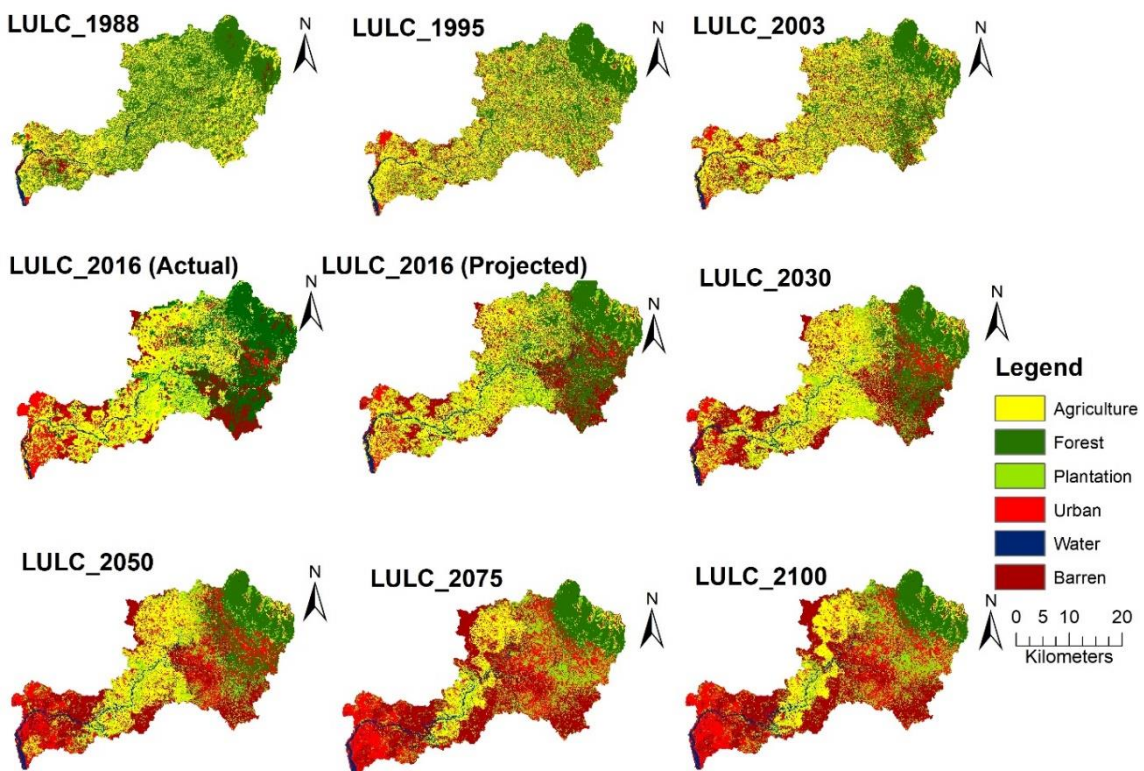 LULC_1988
N
LULC_1995
N
LULC_2003
N
LULC_2016 (Actual)
N
LULC_2016 (Projected)
N
LULC_2030
N
Legend
Agriculture
Forest
Plantation
Urban
Water
Barren
0 5 10 20
Kilometers
LULC_2050
N
LULC_2075
N
LULC_2100
N